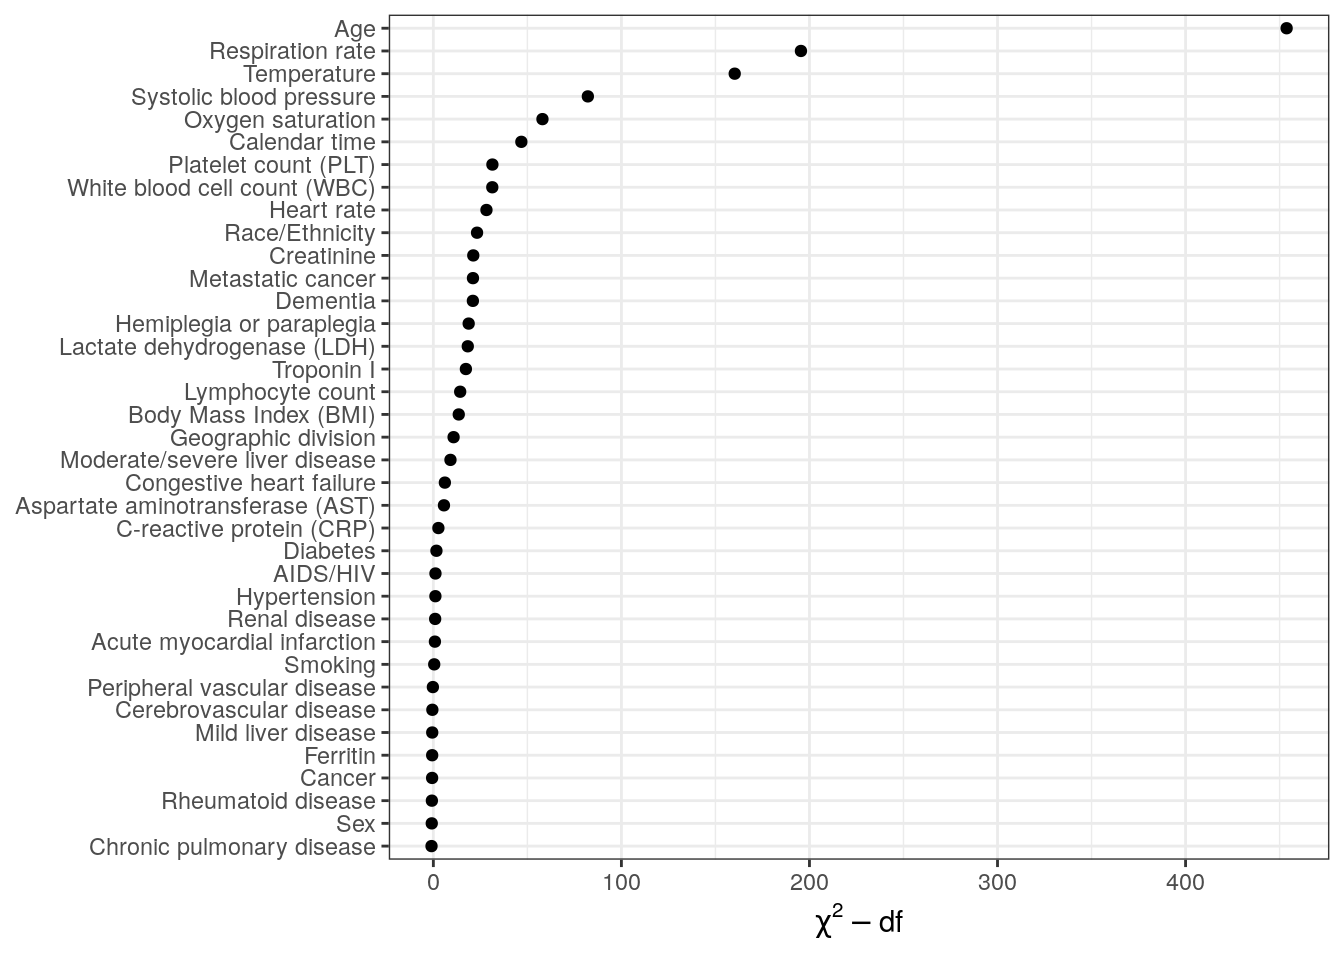 Age
Respiration rate
Temperature
Systolic blood pressure
Oxygen saturation
Calendar time
Platelet count (PLT)
White blood cell count (WBC)
Heart rate
Race/Ethnicity
Creatinine
Metastatic cancer
Dementia
Hemiplegia or paraplegia
Lactate dehydrogenase (LDH)
Troponin I
Lymphocyte count
Body Mass Index (BMI)
Geographic division
Moderate/severe liver disease
Congestive heart failure
Aspartate aminotransferase (AST)
C-reactive protein (CRP)
Diabetes
AIDS/HIV
Hypertension
Renal disease
Acute myocardial infarction
Smoking
Peripheral vascular disease
Cerebrovascular disease
Mild liver disease
Ferritin
Cancer
Rheumatoid disease
Sex
Chronic pulmonary disease
0 100 200 300 400
χ² − df